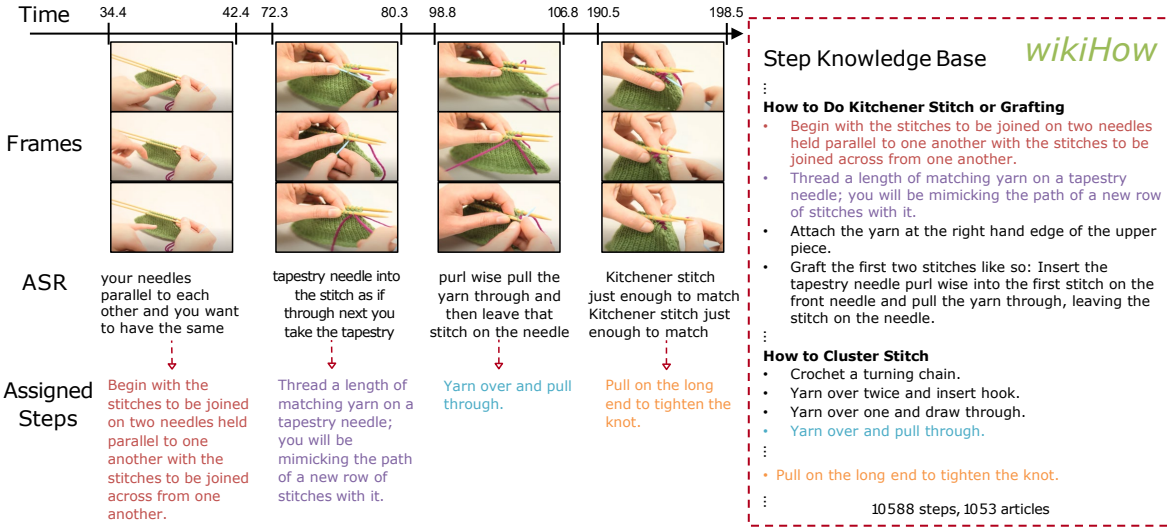 Time
34.4
42.4
72.3
80.3
98.8
106.8
190.5
198.5
Frames
ASR
your needles
parallel to each
other and you want
to have the same
tapestry needle into
the stitch as if
through next you
take the tapestry
purl wise pull the
yarn through and
then leave that
stitch on the needle
Kitchener stitch
just enough to match
Kitchener stitch just
enough to match
Assigned
Steps
Begin with the
stitches to be joined
on two needles held
parallel to one
another with the
stitches to be joined
across from one
another.
Thread a length of
matching yarn on a
tapestry needle;
you will be
mimicking the path
of a new row of
stitches with it.
Yarn over and pull
through.
Pull on the long
end to tighten the
knot.
Step Knowledge Base
wikiHow
⋮
How to Do Kitchener Stitch or Grafting
• Begin with the stitches to be joined on two needles
held parallel to one another with the stitches to be
joined across from one another.
• Thread a length of matching yarn on a tapestry
needle; you will be mimicking the path of a new row
of stitches with it.
• Attach the yarn at the right hand edge of the upper
piece.
• Graft the first two stitches like so: Insert the
tapestry needle purl wise into the first stitch on the
front needle and pull the yarn through, leaving the
stitch on the needle.
⋮
How to Cluster Stitch
• Crochet a turning chain.
• Yarn over twice and insert hook.
• Yarn over one and draw through.
• Yarn over and pull through.
⋮
• Pull on the long end to tighten the knot.
⋮
10588 steps, 1053 articles